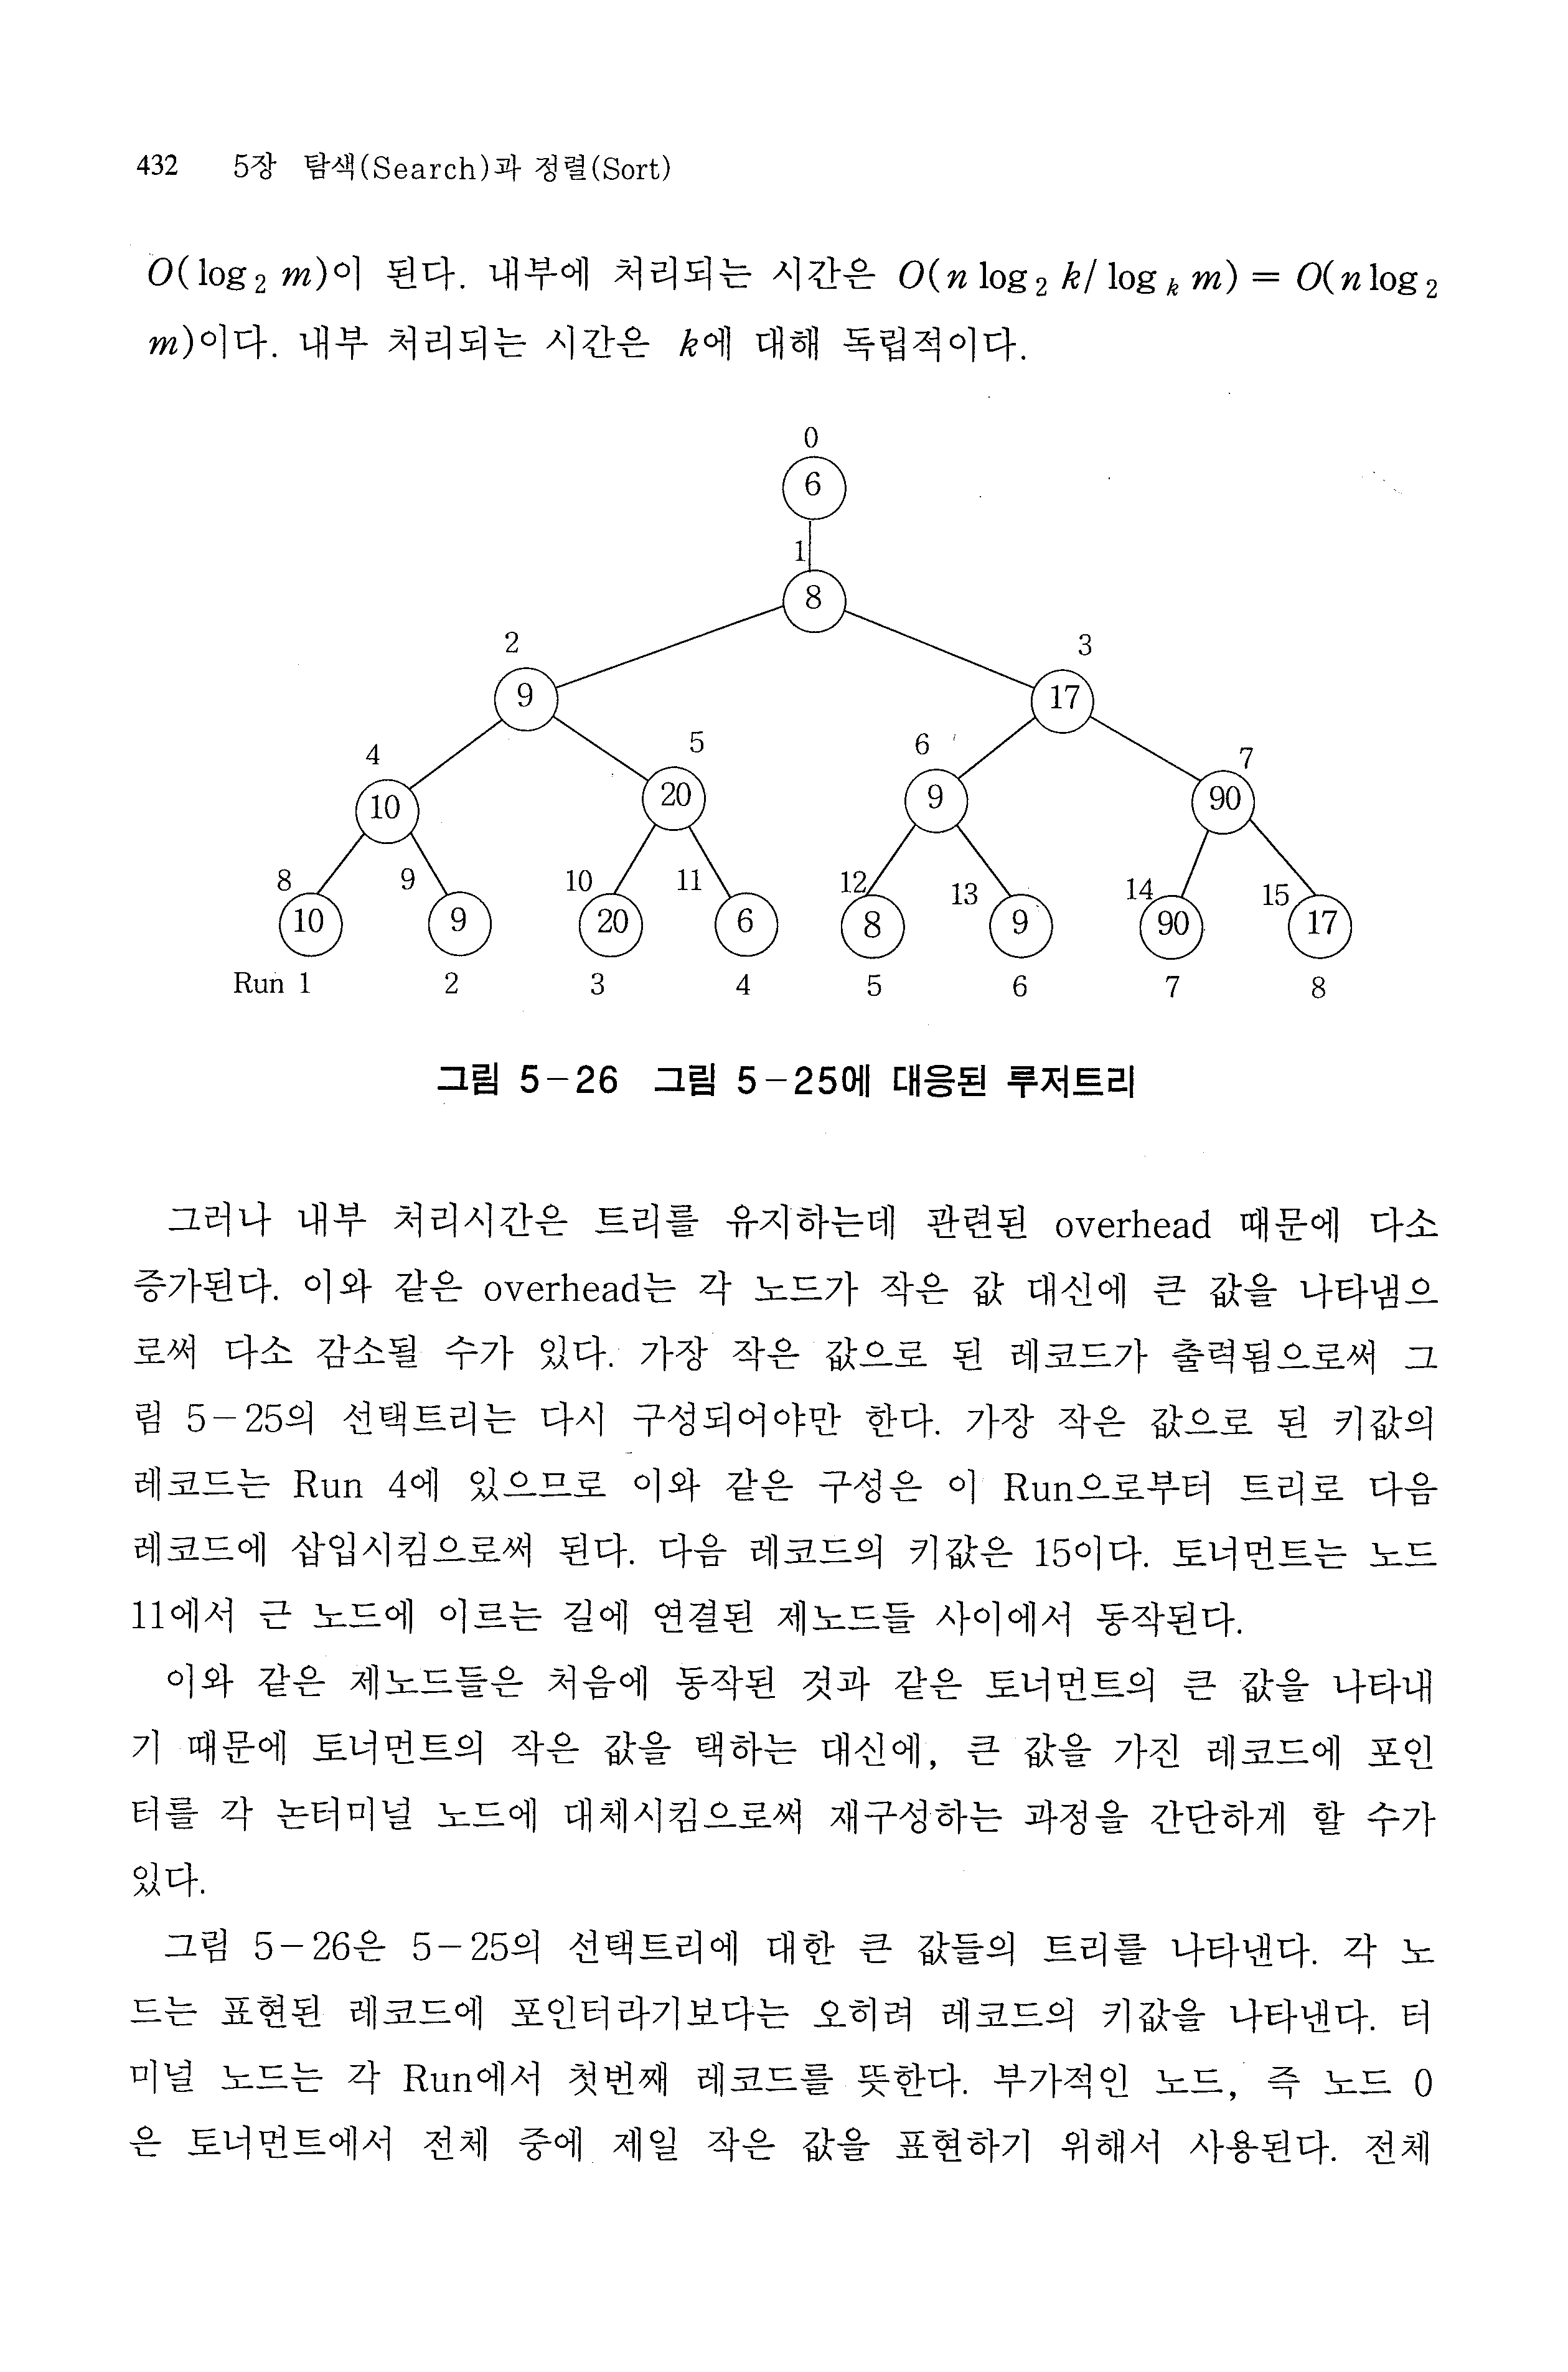 432 5장 탐색(Search)과 정렬(Sort)
O(log₂ m)이 된다. 내부에 처리되는 시간은 O(n log₂ k/ logₖ m) = O(n log₂
m)이다. 내부 처리되는 시간은 k에 대해 독립적이다.
0
6
1
8
2 3
9 17
4 5 6 7
10 20 9 90
8 9 10 11 12 13 14 15
10 9 20 6 8 9 90 17
Run 1 2 3 4 5 6 7 8
그림 5-26 그림 5-25에 대응된 루저트리
그러나 내부 처리시간은 트리를 유지하는데 관련된 overhead 때문에 다소
증가된다. 이와 같은 overhead는 각 노드가 작은 값 대신에 큰 값을 나타냄으
로써 다소 감소될 수가 있다. 가장 작은 값으로 된 레코드가 출력됨으로써 그
림 5-25의 선택트리는 다시 구성되어야만 한다. 가장 작은 값으로 된 키값의
레코드는 Run 4에 있으므로 이와 같은 구성은 이 Run으로부터 트리로 다음
레코드에 삽입시킴으로써 된다. 다음 레코드의 키값은 15이다. 토너먼트는 노드
11에서 근 노드에 이르는 길에 연결된 제노드들 사이에서 동작된다.
이와 같은 제노드들은 처음에 동작된 것과 같은 토너먼트의 큰 값을 나타내
기 때문에 토너먼트의 작은 값을 택하는 대신에, 큰 값을 가진 레코드에 포인
터를 각 논터미널 노드에 대체시킴으로써 재구성하는 과정을 간단하게 할 수가
있다.
그림 5-26은 5-25의 선택트리에 대한 큰 값들의 트리를 나타낸다. 각 노
드는 표현된 레코드에 포인터라기보다는 오히려 레코드의 키값을 나타낸다. 터
미널 노드는 각 Run에서 첫번째 레코드를 뜻한다. 부가적인 노드, 즉 노드 0
은 토너먼트에서 전체 중에 제일 작은 값을 표현하기 위해서 사용된다. 전체